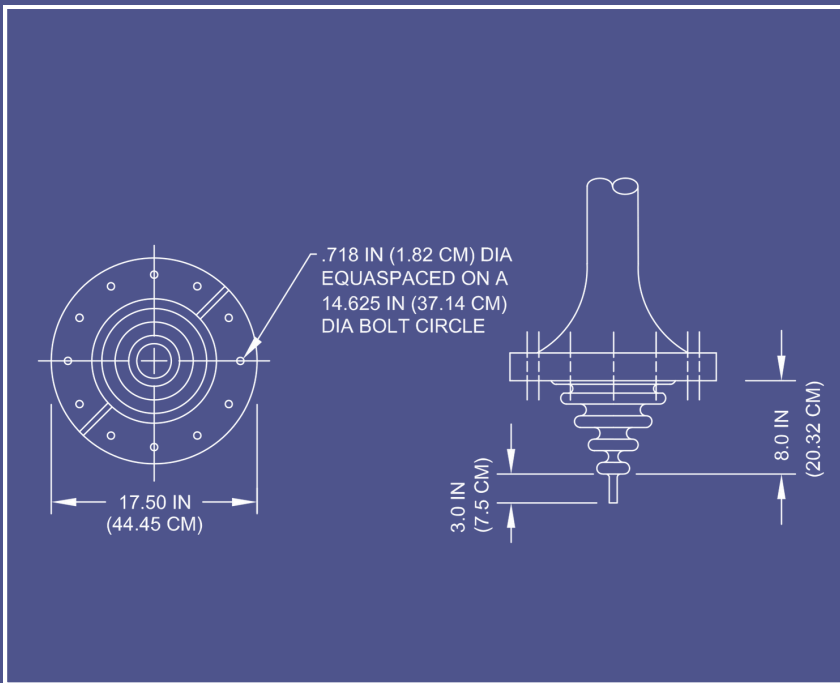 .718 IN (1.82 CM) DIA
EQUASPACED ON A
14.625 IN (37.14 CM)
DIA BOLT CIRCLE
17.50 IN
(44.45 CM)
3.0 IN
(7.5 CM)
8.0 IN
(20.32 CM)